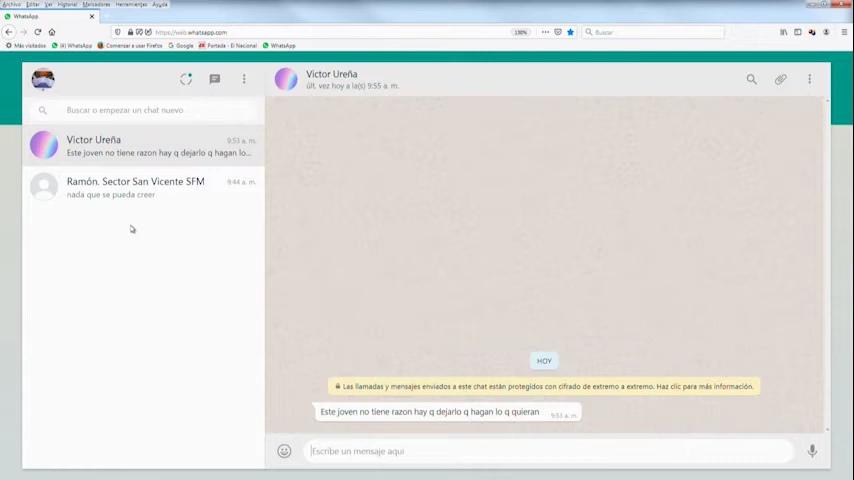 Archivo Editar Ver Historial Marcadores Herramientas Ayuda
WhatsApp
https://web.whatsapp.com
130%
Buscar
Más visitados
(4) WhatsApp
Comenzar a usar Firefox
Google
Portada - El Nacional
WhatsApp
Victor Ureña
últ. vez hoy a la(s) 9:55 a. m.
Buscar o empezar un chat nuevo
Victor Ureña
9:53 a. m.
Este joven no tiene razon hay q dejarlo q hagan lo...
Ramón. Sector San Vicente SFM
9:44 a. m.
nada que se pueda creer
HOY
Las llamadas y mensajes enviados a este chat están protegidos con cifrado de extremo a extremo. Haz clic para más información.
Este joven no tiene razon hay q dejarlo q hagan lo q quieran
9:53 a. m.
Escribe un mensaje aqui